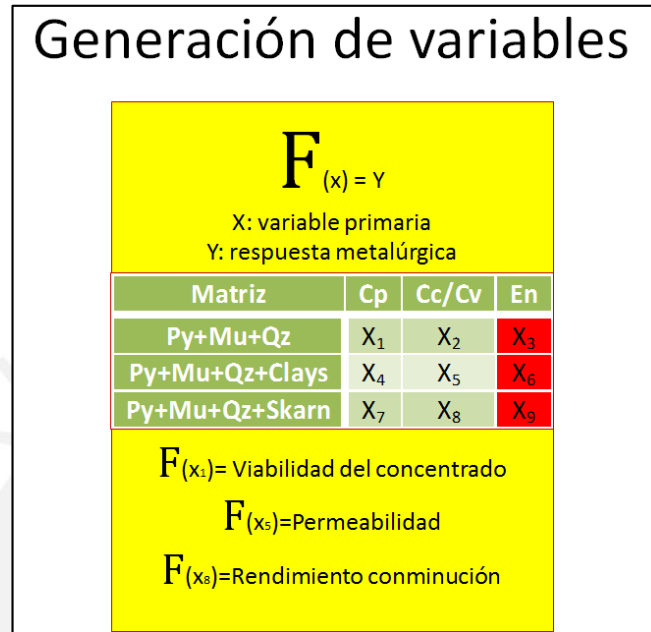 Generación de variables
F(x) = Y
X: variable primaria
Y: respuesta metalúrgica
Matriz Cp Cc/Cv En
Py+Mu+Qz X₁ X₂ X₃
Py+Mu+Qz+Clays X₄ X₅ X₆
Py+Mu+Qz+Skarn X₇ X₈ X₉
F(x₁)= Viabilidad del concentrado
F(x₅)=Permeabilidad
F(x₈)=Rendimiento conminución